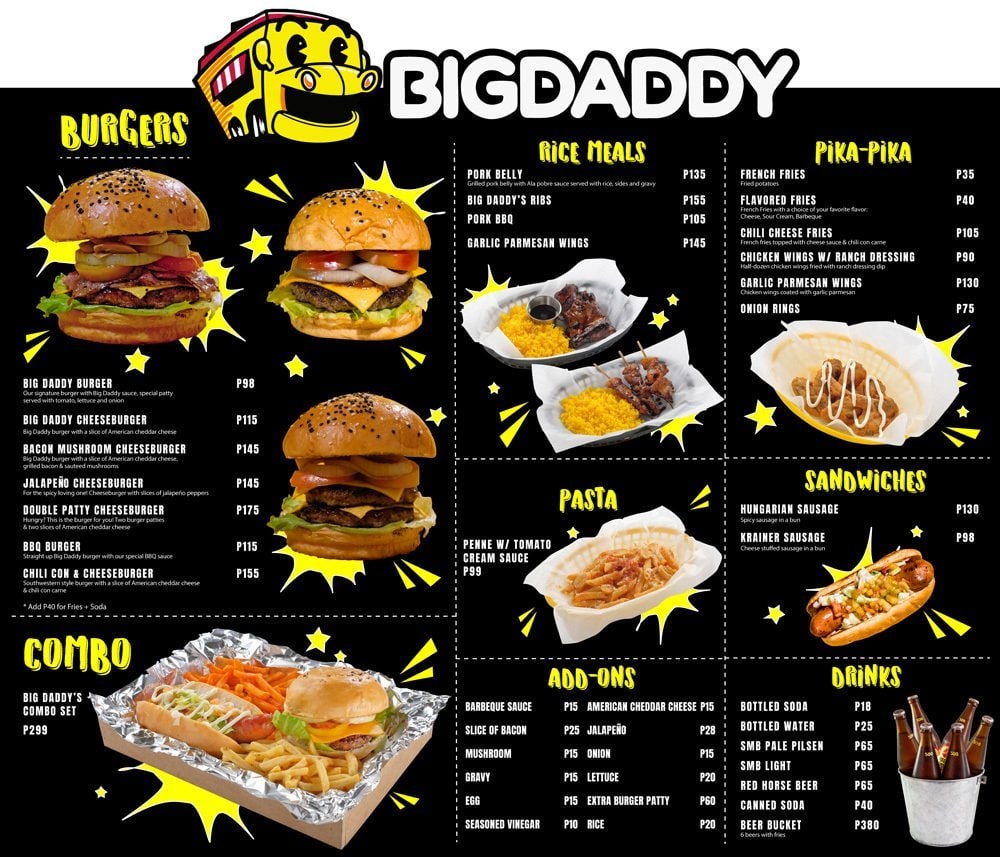 BIGDADDY
BURGERS
BIG DADDY BURGER P98
Our signature burger with Big Daddy sauce, special patty
served with tomato, lettuce and onion
BIG DADDY CHEESEBURGER P115
Big Daddy burger with a slice of American cheddar cheese
BACON MUSHROOM CHEESEBURGER P145
Big Daddy burger with a slice of American cheddar cheese,
grilled bacon & sauteed mushrooms
JALAPEÑO CHEESEBURGER P145
For the spicy loving one! Cheeseburger with slices of jalapeño peppers
DOUBLE PATTY CHEESEBURGER P175
Hungry? This is the burger for you! Two burger patties
& two slices of American cheddar cheese
BBQ BURGER P115
Straight up Big Daddy burger with our special BBQ sauce
CHILI CON & CHEESEBURGER P155
Southwestern style burger with a slice of American cheddar cheese
& chili con carne
* Add P40 for Fries + Soda
COMBO
BIG DADDY'S
COMBO SET
P299
RICE MEALS
PORK BELLY P135
Grilled pork belly with Ala pobre sauce served with rice, sides and gravy
BIG DADDY'S RIBS P155
PORK BBQ P105
GARLIC PARMESAN WINGS P145
PASTA
PENNE W/ TOMATO
CREAM SAUCE
P99
ADD-ONS
BARBEQUE SAUCE P15 AMERICAN CHEDDAR CHEESE P15
SLICE OF BACON P25 JALAPEÑO P28
MUSHROOM P15 ONION P15
GRAVY P15 LETTUCE P20
EGG P15 EXTRA BURGER PATTY P60
SEASONED VINEGAR P10 RICE P20
PIKA-PIKA
FRENCH FRIES P35
Fried potatoes
FLAVORED FRIES P40
French Fries with a choice of your favorite flavor:
Cheese, Sour Cream, Barbeque
CHILI CHEESE FRIES P105
French fries topped with cheese sauce & chili con carne
CHICKEN WINGS W/ RANCH DRESSING P90
Half-dozen chicken wings fried with ranch dressing dip
GARLIC PARMESAN WINGS P130
Chicken wings coated with garlic parmesan
ONION RINGS P75
SANDWICHES
HUNGARIAN SAUSAGE P130
Spicy sausage in a bun
KRAINER SAUSAGE P98
Cheese stuffed sausage in a bun
DRINKS
BOTTLED SODA P18
BOTTLED WATER P25
SMB PALE PILSEN P65
SMB LIGHT P65
RED HORSE BEER P65
CANNED SODA P40
BEER BUCKET P380
6 beers with fries